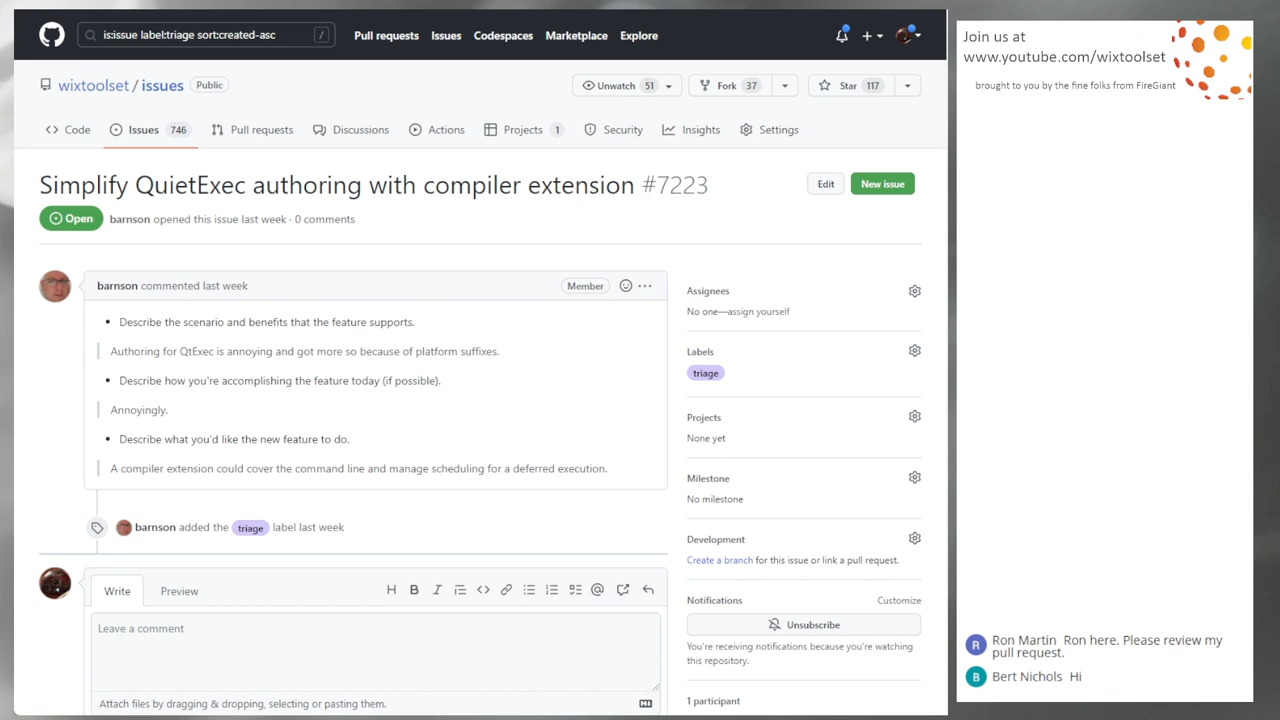 is:issue label:triage sort:created-asc
/
Pull requests Issues Codespaces Marketplace Explore
wixtoolset / issues Public
Unwatch 51
Fork 37
Star 117
Code
Issues 746
Pull requests
Discussions
Actions
Projects 1
Security
Insights
Settings
Simplify QuietExec authoring with compiler extension #7223
Edit
New issue
Open
barnson opened this issue last week · 0 comments
barnson commented last week
Member
• Describe the scenario and benefits that the feature supports.
Authoring for QtExec is annoying and got more so because of platform suffixes.
• Describe how you're accomplishing the feature today (if possible).
Annoyingly.
• Describe what you'd like the new feature to do.
A compiler extension could cover the command line and manage scheduling for a deferred execution.
barnson added the triage label last week
Write
Preview
Leave a comment
Attach files by dragging & dropping, selecting or pasting them.
Assignees
No one—assign yourself
Labels
triage
Projects
None yet
Milestone
No milestone
Development
Create a branch for this issue or link a pull request.
Notifications
Customize
Unsubscribe
You're receiving notifications because you're watching
this repository.
1 participant
Join us at
www.youtube.com/wixtoolset
brought to you by the fine folks from FireGiant
R
Ron Martin Ron here. Please review my
pull request.
B
Bert Nichols Hi